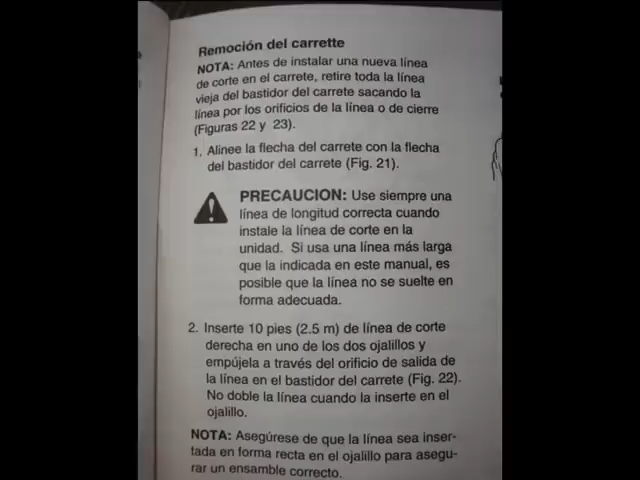 Remoción del carrette
NOTA: Antes de instalar una nueva línea
de corte en el carrete, retire toda la línea
vieja del bastidor del carrete sacando la
línea por los orificios de la línea o de cierre
(Figuras 22 y 23).
1. Alinee la flecha del carrete con la flecha
del bastidor del carrete (Fig. 21).
PRECAUCION: Use siempre una
línea de longitud correcta cuando
instale la línea de corte en la
unidad. Si usa una línea más larga
que la indicada en este manual, es
posible que la línea no se suelte en
forma adecuada.
2. Inserte 10 pies (2.5 m) de línea de corte
derecha en uno de los dos ojalillos y
empújela a través del orificio de salida de
la línea en el bastidor del carrete (Fig. 22).
No doble la línea cuando la inserte en el
ojalillo.
NOTA: Asegúrese de que la línea sea inser-
tada en forma recta en el ojalillo para asegu-
rar un ensamble correcto.